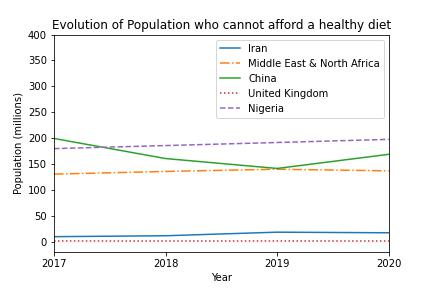 Evolution of Population who cannot afford a healthy diet
400
350
300
250
200
150
100
50
0
Population (millions)
Iran
Middle East & North Africa
China
United Kingdom
Nigeria
2017
2018
2019
2020
Year